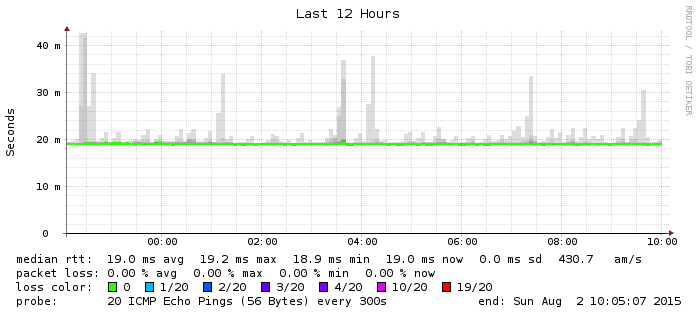 Last 12 Hours
RRDTOOL / TOBI OETIKER
Seconds
40 m
30 m
20 m
10 m
0
00:00 02:00 04:00 06:00 08:00 10:00
median rtt: 19.0 ms avg 19.2 ms max 18.9 ms min 19.0 ms now 0.0 ms sd 430.7 am/s
packet loss: 0.00 % avg 0.00 % max 0.00 % min 0.00 % now
loss color: 0 1/20 2/20 3/20 4/20 10/20 19/20
probe: 20 ICMP Echo Pings (56 Bytes) every 300s end: Sun Aug 2 10:05:07 2015